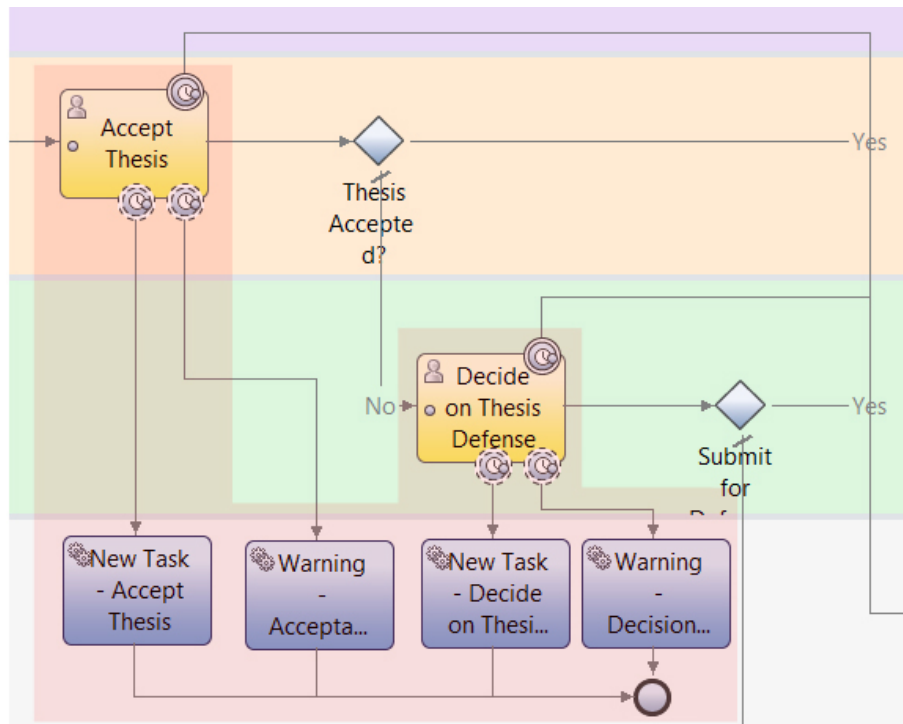 Accept
Thesis
Yes
Thesis
Accepte
d?
No
Decide
on Thesis
Defense
Yes
Submit
for
New Task
- Accept
Thesis
Warning
-
Accepta...
New Task
- Decide
on Thesi...
Warning
-
Decision...